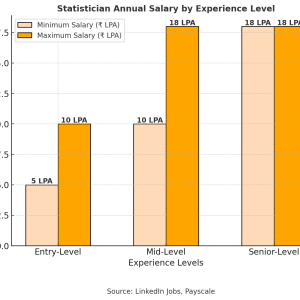 Statistician Annual Salary by Experience Level
Minimum Salary (₹ LPA)
Maximum Salary (₹ LPA)
18 LPA
18 LPA
18 LPA
10 LPA
10 LPA
5 LPA
Entry-Level
Mid-Level
Senior-Level
Experience Levels
Source: LinkedIn Jobs, Payscale